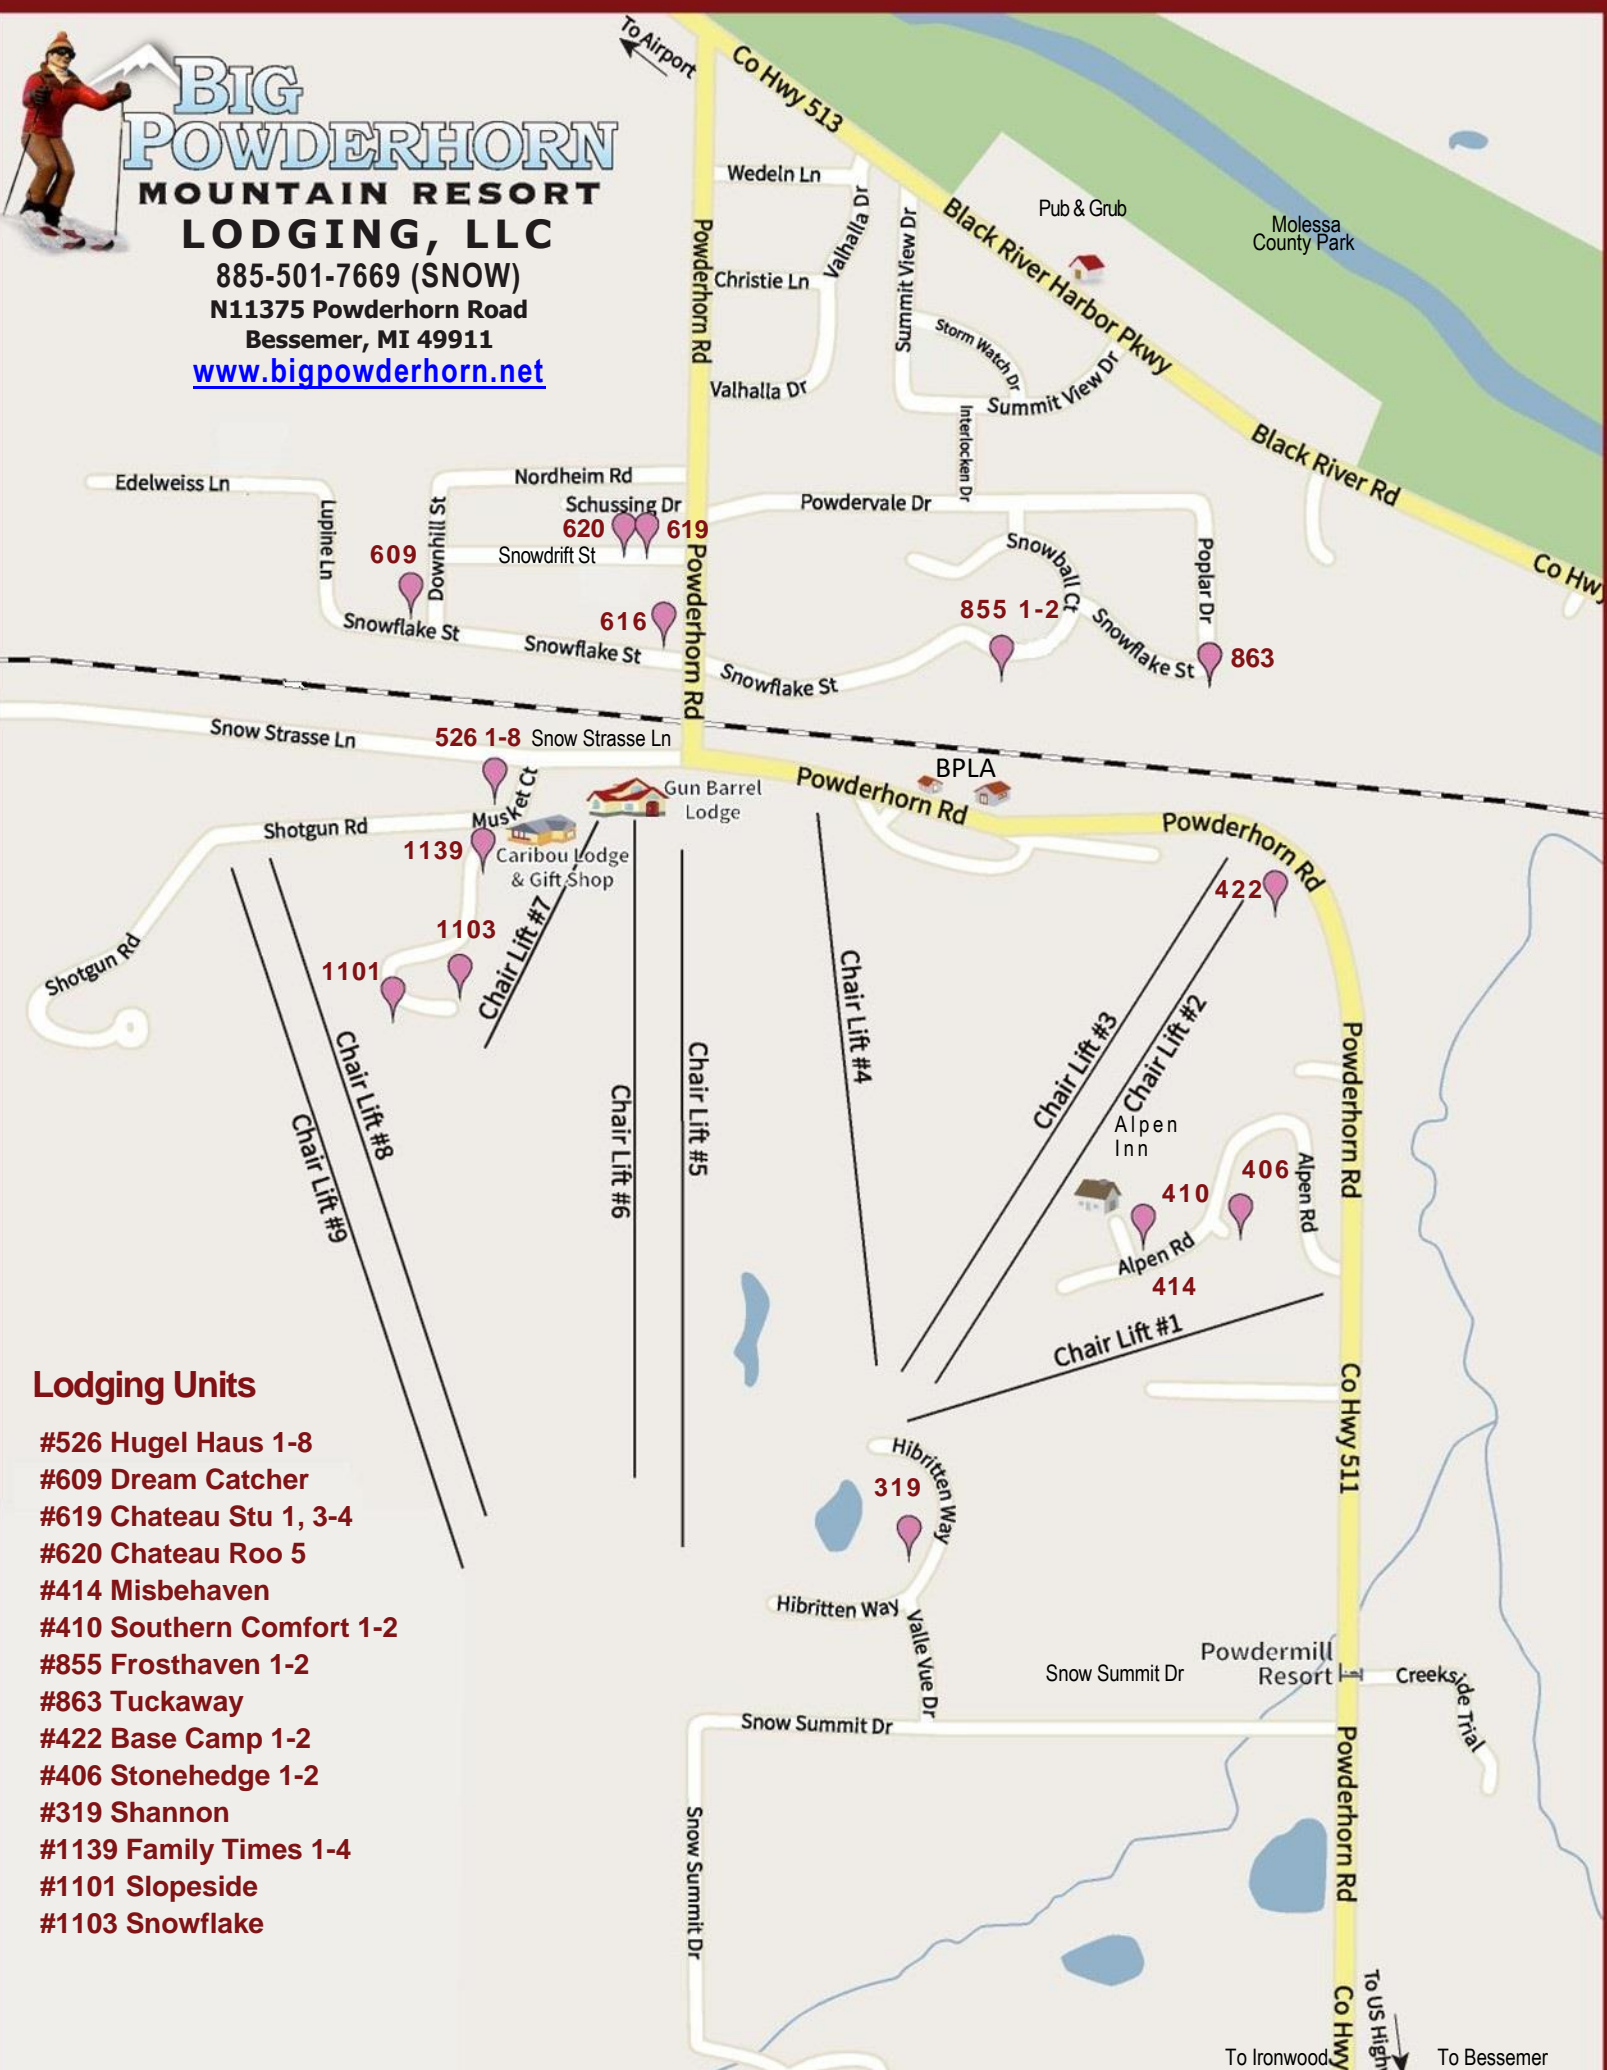 To Airport
Co Hwy 513
BIG
POWDERHORN
MOUNTAIN RESORT
LODGING, LLC
885-501-7669 (SNOW)
N11375 Powderhorn Road
Bessemer, MI 49911
www.bigpowderhorn.net
Wedeln Ln
Valhalla Dr
Summit View Dr
Black River Harbor Pkwy
Pub & Grub
Molessa
County Park
Powderhorn Rd
Christie Ln
Storm Watch Dr
Valhalla Dr
Summit View Dr
Interlocken Dr
Black River Rd
Edelweiss Ln
Nordheim Rd
Schussing Dr
Powdervale Dr
Lupine Ln
Downhill St
620
619
609
Snowdrift St
Powderhorn Rd
Snowball Ct
Poplar Dr
Co Hwy
616
855 1-2
Snowflake St
Snowflake St
Snowflake St
Snowflake St
863
Snow Strasse Ln
526 1-8
Snow Strasse Ln
Musket Ct
Gun Barrel
Lodge
Powderhorn Rd
BPLA
Powderhorn Rd
Shotgun Rd
1139
Caribou Lodge
& Gift Shop
422
1103
Shotgun Rd
1101
Chair Lift #7
Chair Lift #4
Chair Lift #3
Chair Lift #2
Powderhorn Rd
Chair Lift #8
Chair Lift #9
Chair Lift #6
Chair Lift #5
Alpen
Inn
410
406
Alpen Rd
Alpen Rd
414
Chair Lift #1
Co Hwy 511
Lodging Units
#526 Hugel Haus 1-8
#609 Dream Catcher
#619 Chateau Stu 1, 3-4
#620 Chateau Roo 5
#414 Misbehaven
#410 Southern Comfort 1-2
#855 Frosthaven 1-2
#863 Tuckaway
#422 Base Camp 1-2
#406 Stonehedge 1-2
#319 Shannon
#1139 Family Times 1-4
#1101 Slopeside
#1103 Snowflake
Hibritten Way
319
Hibritten Way
Valle Vue Dr
Snow Summit Dr
Powdermill
Resort
Creekside Trial
Snow Summit Dr
Powderhorn Rd
Snow Summit Dr
Co Hwy
To US High
To Ironwood
To Bessemer